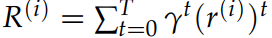 R^{(i)} = \sum_{t=0}^{T} \gamma^t (r^{(i)})^t